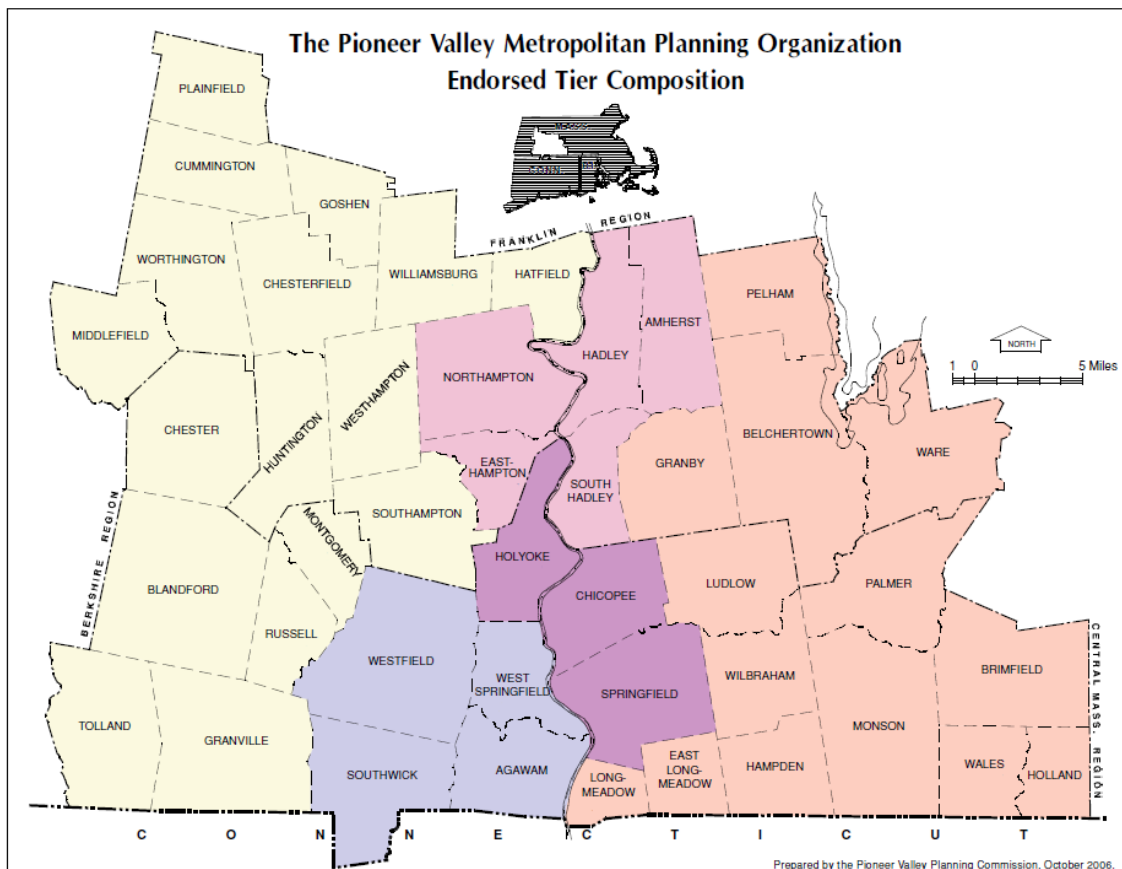 The Pioneer Valley Metropolitan Planning Organization
Endorsed Tier Composition
PLAINFIELD
MASS.
CUMMINGTON
CONN.
R.I.
GOSHEN
FRANKLIN REGION
WORTHINGTON
CHESTERFIELD
WILLIAMSBURG
HATFIELD
PELHAM
AMHERST
MIDDLEFIELD
HADLEY
NORTH
1 0 5 Miles
NORTHAMPTON
WESTHAMPTON
CHESTER
HUNTINGTON
BELCHERTOWN
WARE
EAST-
HAMPTON
GRANBY
SOUTH
HADLEY
SOUTHAMPTON
MONTGOMERY
BERKSHIRE REGION
HOLYOKE
LUDLOW
PALMER
BLANDFORD
CHICOPEE
RUSSELL
WESTFIELD
WEST
SPRINGFIELD
SPRINGFIELD
WILBRAHAM
BRIMFIELD
CENTRAL MASS. REGION
TOLLAND
GRANVILLE
MONSON
SOUTHWICK
AGAWAM
LONG-
MEADOW
EAST
LONG-
MEADOW
HAMPDEN
WALES
HOLLAND
CONNECTICUT
Prepared by the Pioneer Valley Planning Commission, October 2006.